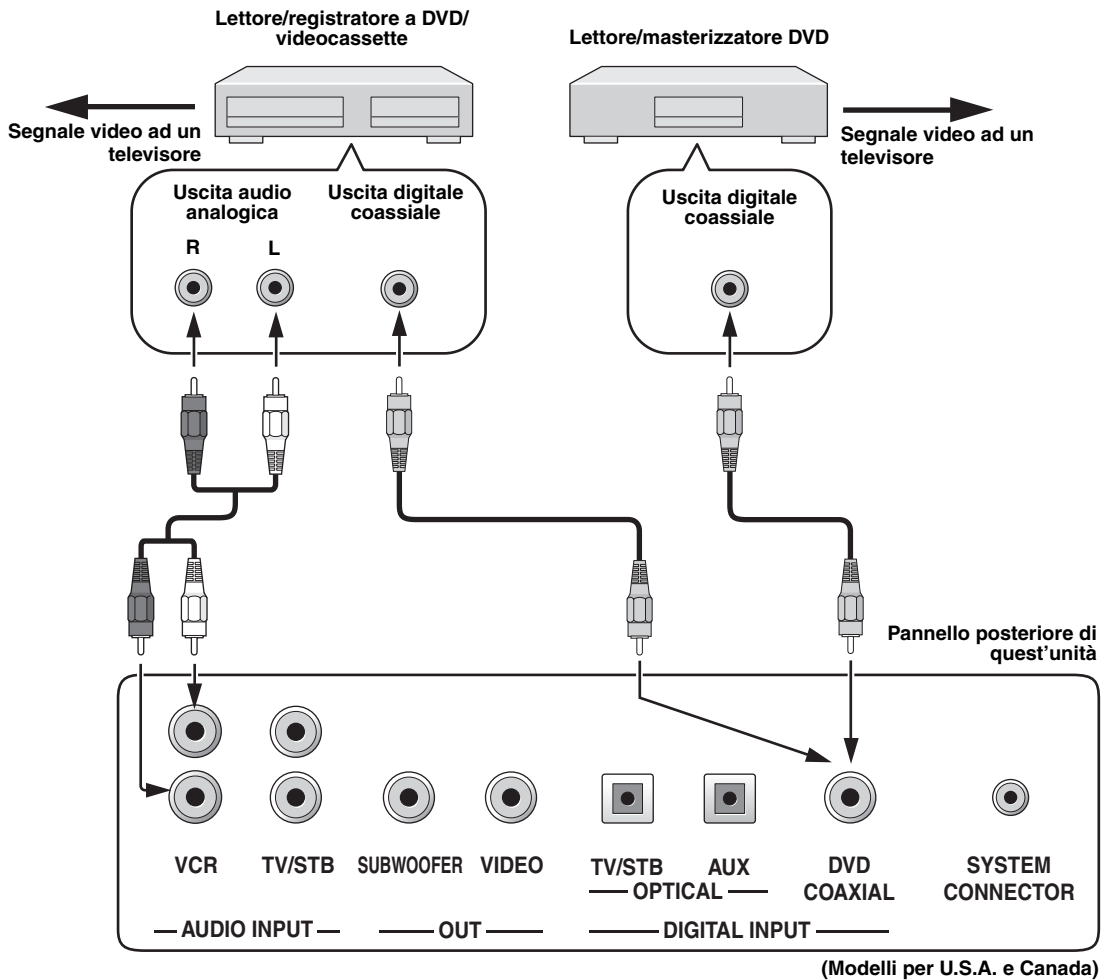 Lettore/registratore a DVD/
videocassette
Lettore/masterizzatore DVD
Segnale video ad un
televisore
Segnale video ad un
televisore
Uscita audio
analogica
Uscita digitale
coassiale
R
L
Uscita digitale
coassiale
Pannello posteriore di
quest'unità
VCR
TV/STB
SUBWOOFER
VIDEO
TV/STB
AUX
DVD
COAXIAL
SYSTEM
CONNECTOR
OPTICAL
AUDIO INPUT
OUT
DIGITAL INPUT
(Modelli per U.S.A. e Canada)